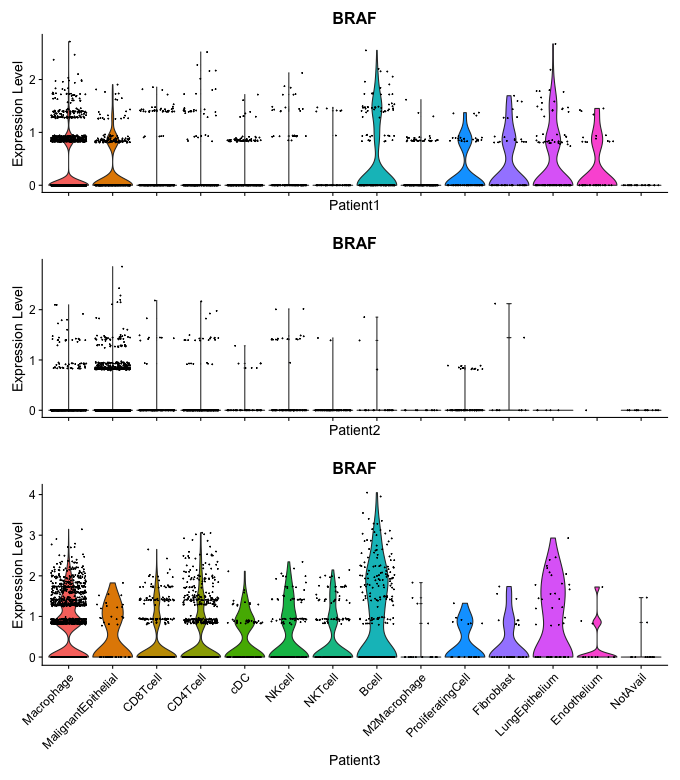 BRAF
Expression Level
2
1
0
Patient1
BRAF
Expression Level
2
1
0
Patient2
BRAF
Expression Level
4
3
2
1
0
Macrophage
MalignantEpithelial
CD8Tcell
CD4Tcell
cDC
NKcell
NKTcell
Bcell
M2Macrophage
ProliferatingCell
Fibroblast
LungEpithelium
Endothelium
NotAvail
Patient3